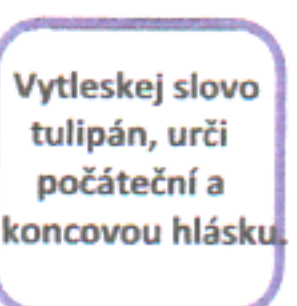 Vytleskej slovo
tulipán, urči
počáteční a
koncovou hlásku.